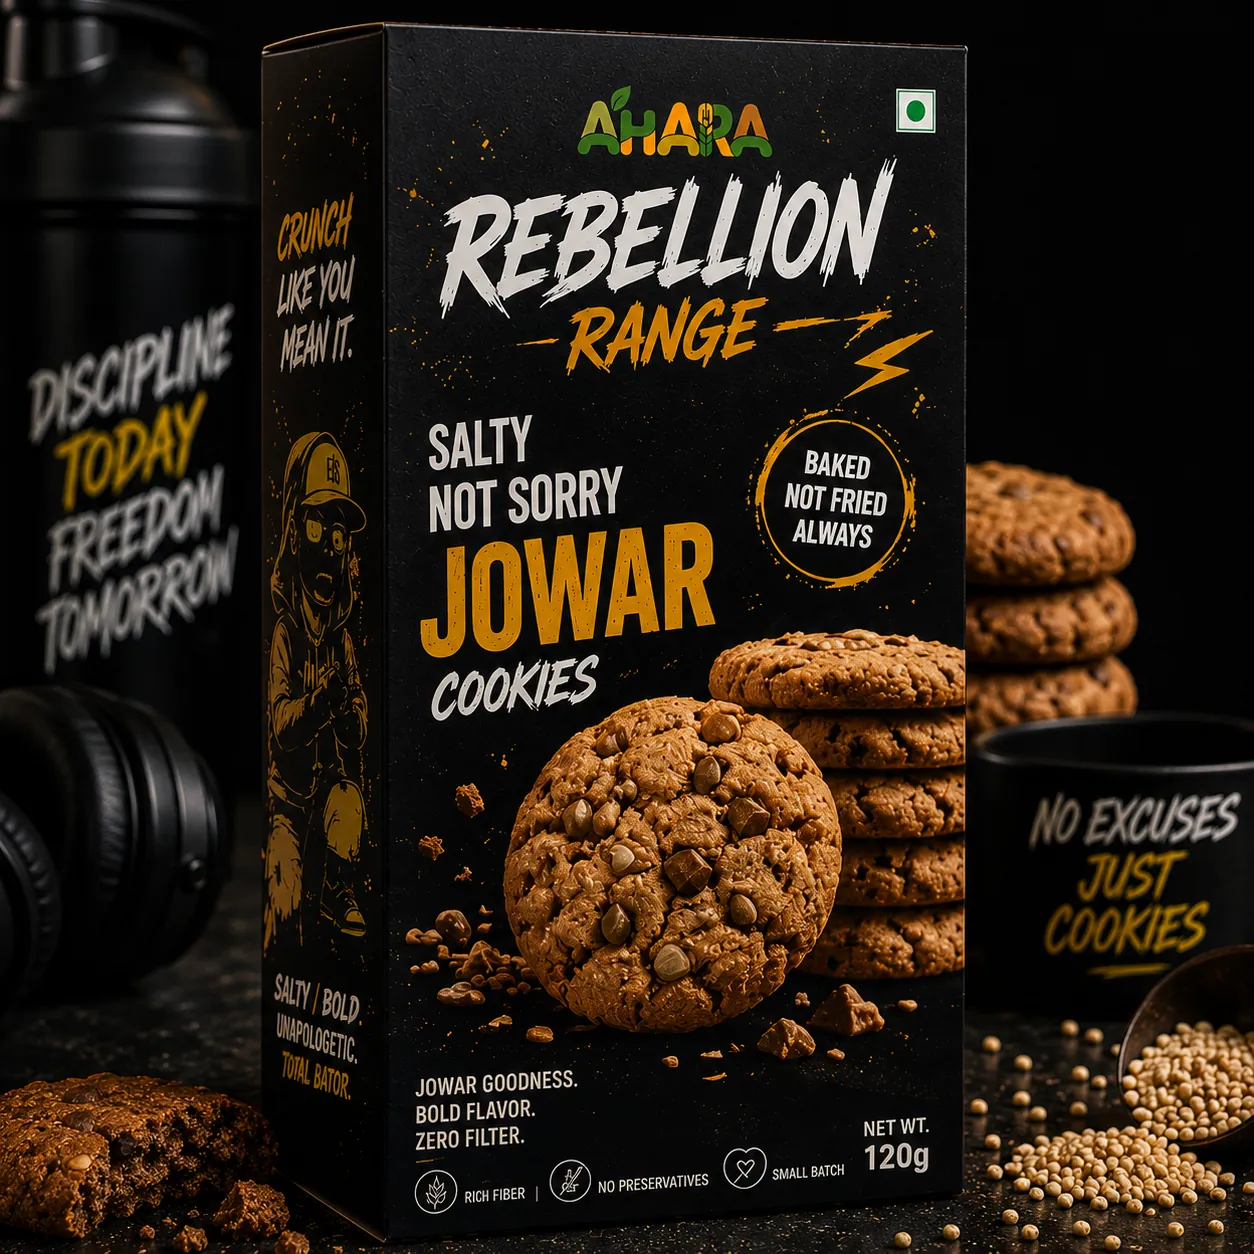 AHARA
REBELLION
RANGE
SALTY
NOT SORRY
JOWAR
COOKIES
BAKED
NOT FRIED
ALWAYS
JOWAR GOODNESS.
BOLD FLAVOR.
ZERO FILTER.
RICH FIBER | NO PRESERVATIVES
SMALL BATCH
NET WT.
120g
CRUNCH
LIKE YOU
MEAN IT.
SALTY / BOLD.
UNAPOLOGETIC.
TOTAL BATOR.
DISCIPLINE
TODAY
FREEDOM
TOMORROW
NO EXCUSES
JUST
COOKIES